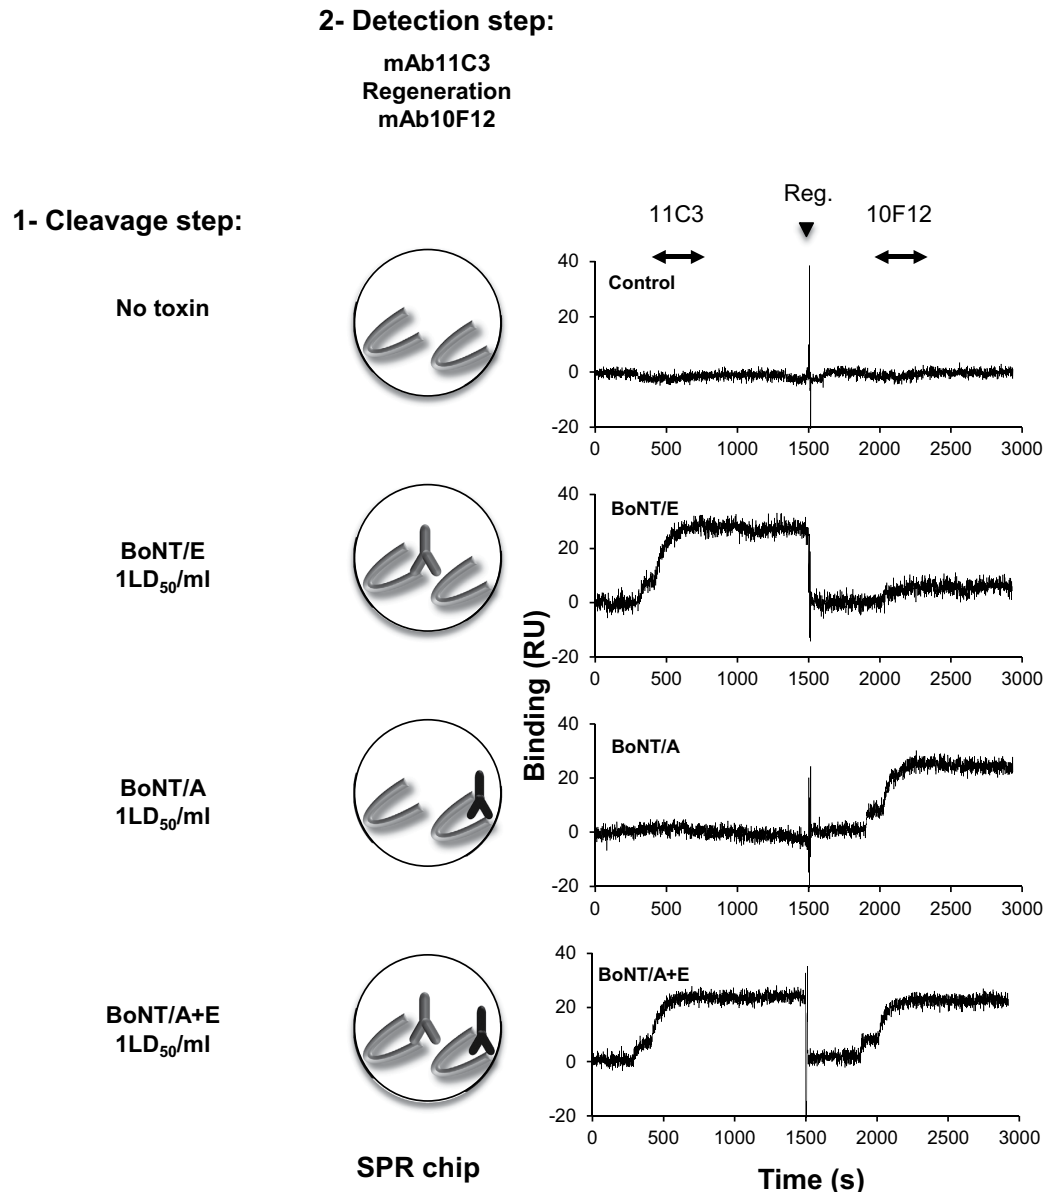 2- Detection step:
mAb11C3
Regeneration
mAb10F12
1- Cleavage step:
Reg.
11C3
10F12
No toxin
Control
40
20
0
-20
0 500 1000 1500 2000 2500 3000
BoNT/E
1LD50/ml
BoNT/E
40
20
0
-20
0 500 1000 1500 2000 2500 3000
Binding (RU)
BoNT/A
1LD50/ml
BoNT/A
40
20
0
-20
0 500 1000 1500 2000 2500 3000
BoNT/A+E
1LD50/ml
BoNT/A+E
40
20
0
-20
0 500 1000 1500 2000 2500 3000
SPR chip
Time (s)